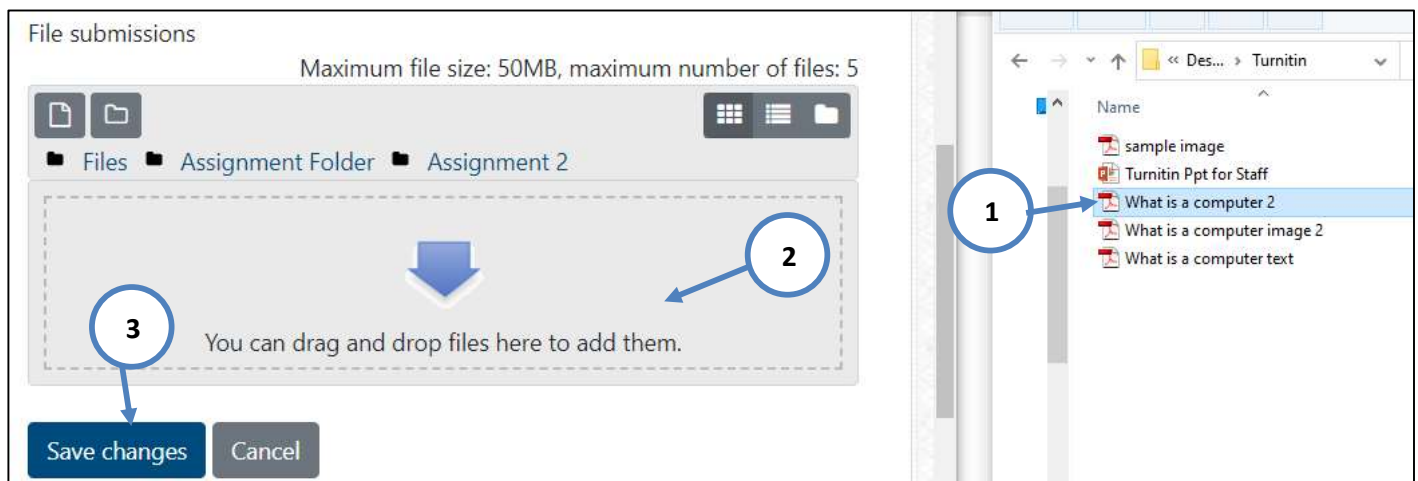 File submissions
Maximum file size: 50MB, maximum number of files: 5
Files Assignment Folder Assignment 2
2
3
You can drag and drop files here to add them.
Save changes Cancel
« Des... › Turnitin
Name
sample image
Turnitin Ppt for Staff
1
What is a computer 2
What is a computer image 2
What is a computer text